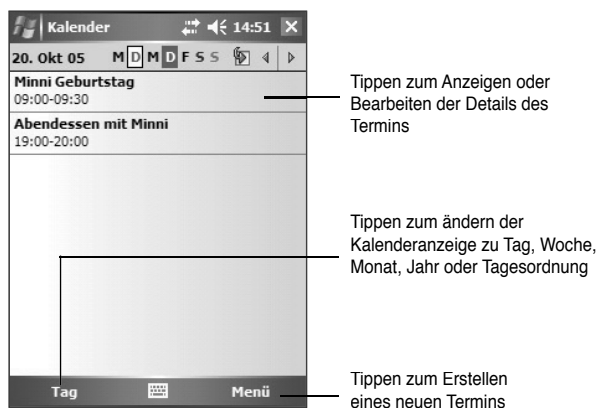 Kalender 14:51
20. Okt 05 M D M D F S S
Minni Geburtstag
09:00-09:30
Abendessen mit Minni
19:00-20:00
Tag Menü
Tippen zum Anzeigen oder
Bearbeiten der Details des
Termins
Tippen zum ändern der
Kalenderanzeige zu Tag, Woche,
Monat, Jahr oder Tagesordnung
Tippen zum Erstellen
eines neuen Termins